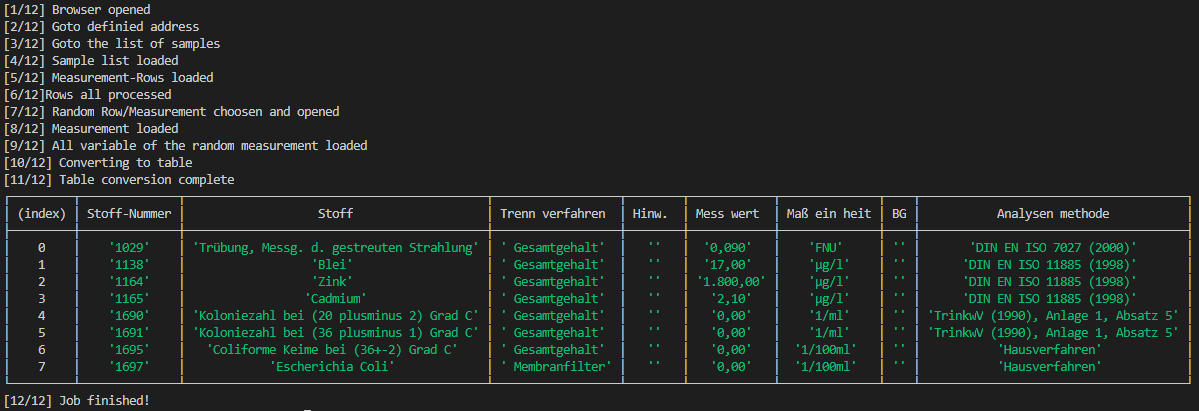 [1/12] Browser opened
[2/12] Goto definied address
[3/12] Goto the list of samples
[4/12] Sample list loaded
[5/12] Measurement-Rows loaded
[6/12]Rows all processed
[7/12] Random Row/Measurement choosen and opened
[8/12] Measurement loaded
[9/12] All variable of the random measurement loaded
[10/12] Converting to table
[11/12] Table conversion complete
(index) Stoff-Nummer Stoff Trenn verfahren Hinw. Mess wert Maß ein heit BG Analysen methode
0 '1029' 'Trübung, Messg. d. gestreuten Strahlung' ' Gesamtgehalt' '' '0,090' 'FNU' '' 'DIN EN ISO 7027 (2000)'
1 '1138' 'Blei' ' Gesamtgehalt' '' '17,00' 'µg/l' '' 'DIN EN ISO 11885 (1998)'
2 '1164' 'Zink' ' Gesamtgehalt' '' '1.800,00' 'µg/l' '' 'DIN EN ISO 11885 (1998)'
3 '1165' 'Cadmium' ' Gesamtgehalt' '' '2,10' 'µg/l' '' 'DIN EN ISO 11885 (1998)'
4 '1690' 'Koloniezahl bei (20 plusminus 2) Grad C' ' Gesamtgehalt' '' '0,00' '1/ml' '' 'TrinkwV (1990), Anlage 1, Absatz 5'
5 '1691' 'Koloniezahl bei (36 plusminus 1) Grad C' ' Gesamtgehalt' '' '0,00' '1/ml' '' 'TrinkwV (1990), Anlage 1, Absatz 5'
6 '1695' 'Coliforme Keime bei (36+-2) Grad C' ' Gesamtgehalt' '' '0,00' '1/100ml' '' 'Hausverfahren'
7 '1697' 'Escherichia Coli' ' Membranfilter' '' '0,00' '1/100ml' '' 'Hausverfahren'
[12/12] Job finished!